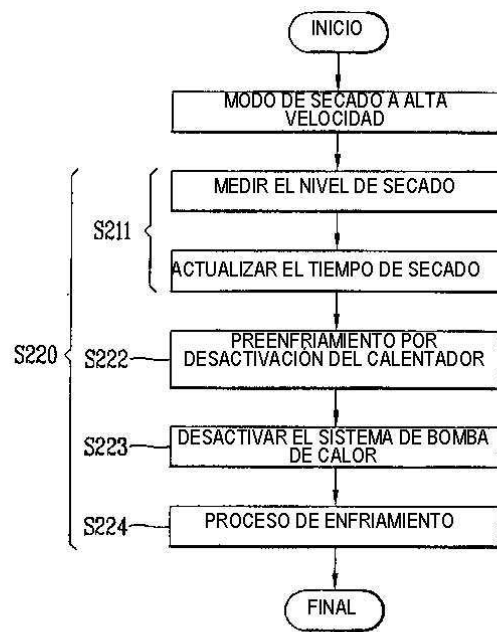 INICIO
MODO DE SECADO A ALTA
VELOCIDAD
MEDIR EL NIVEL DE SECADO
S211
ACTUALIZAR EL TIEMPO DE SECADO
S220
S222
PREENFRIAMIENTO POR
DESACTIVACIÓN DEL CALENTADOR
S223
DESACTIVAR EL SISTEMA DE BOMBA
DE CALOR
S224
PROCESO DE ENFRIAMIENTO
FINAL